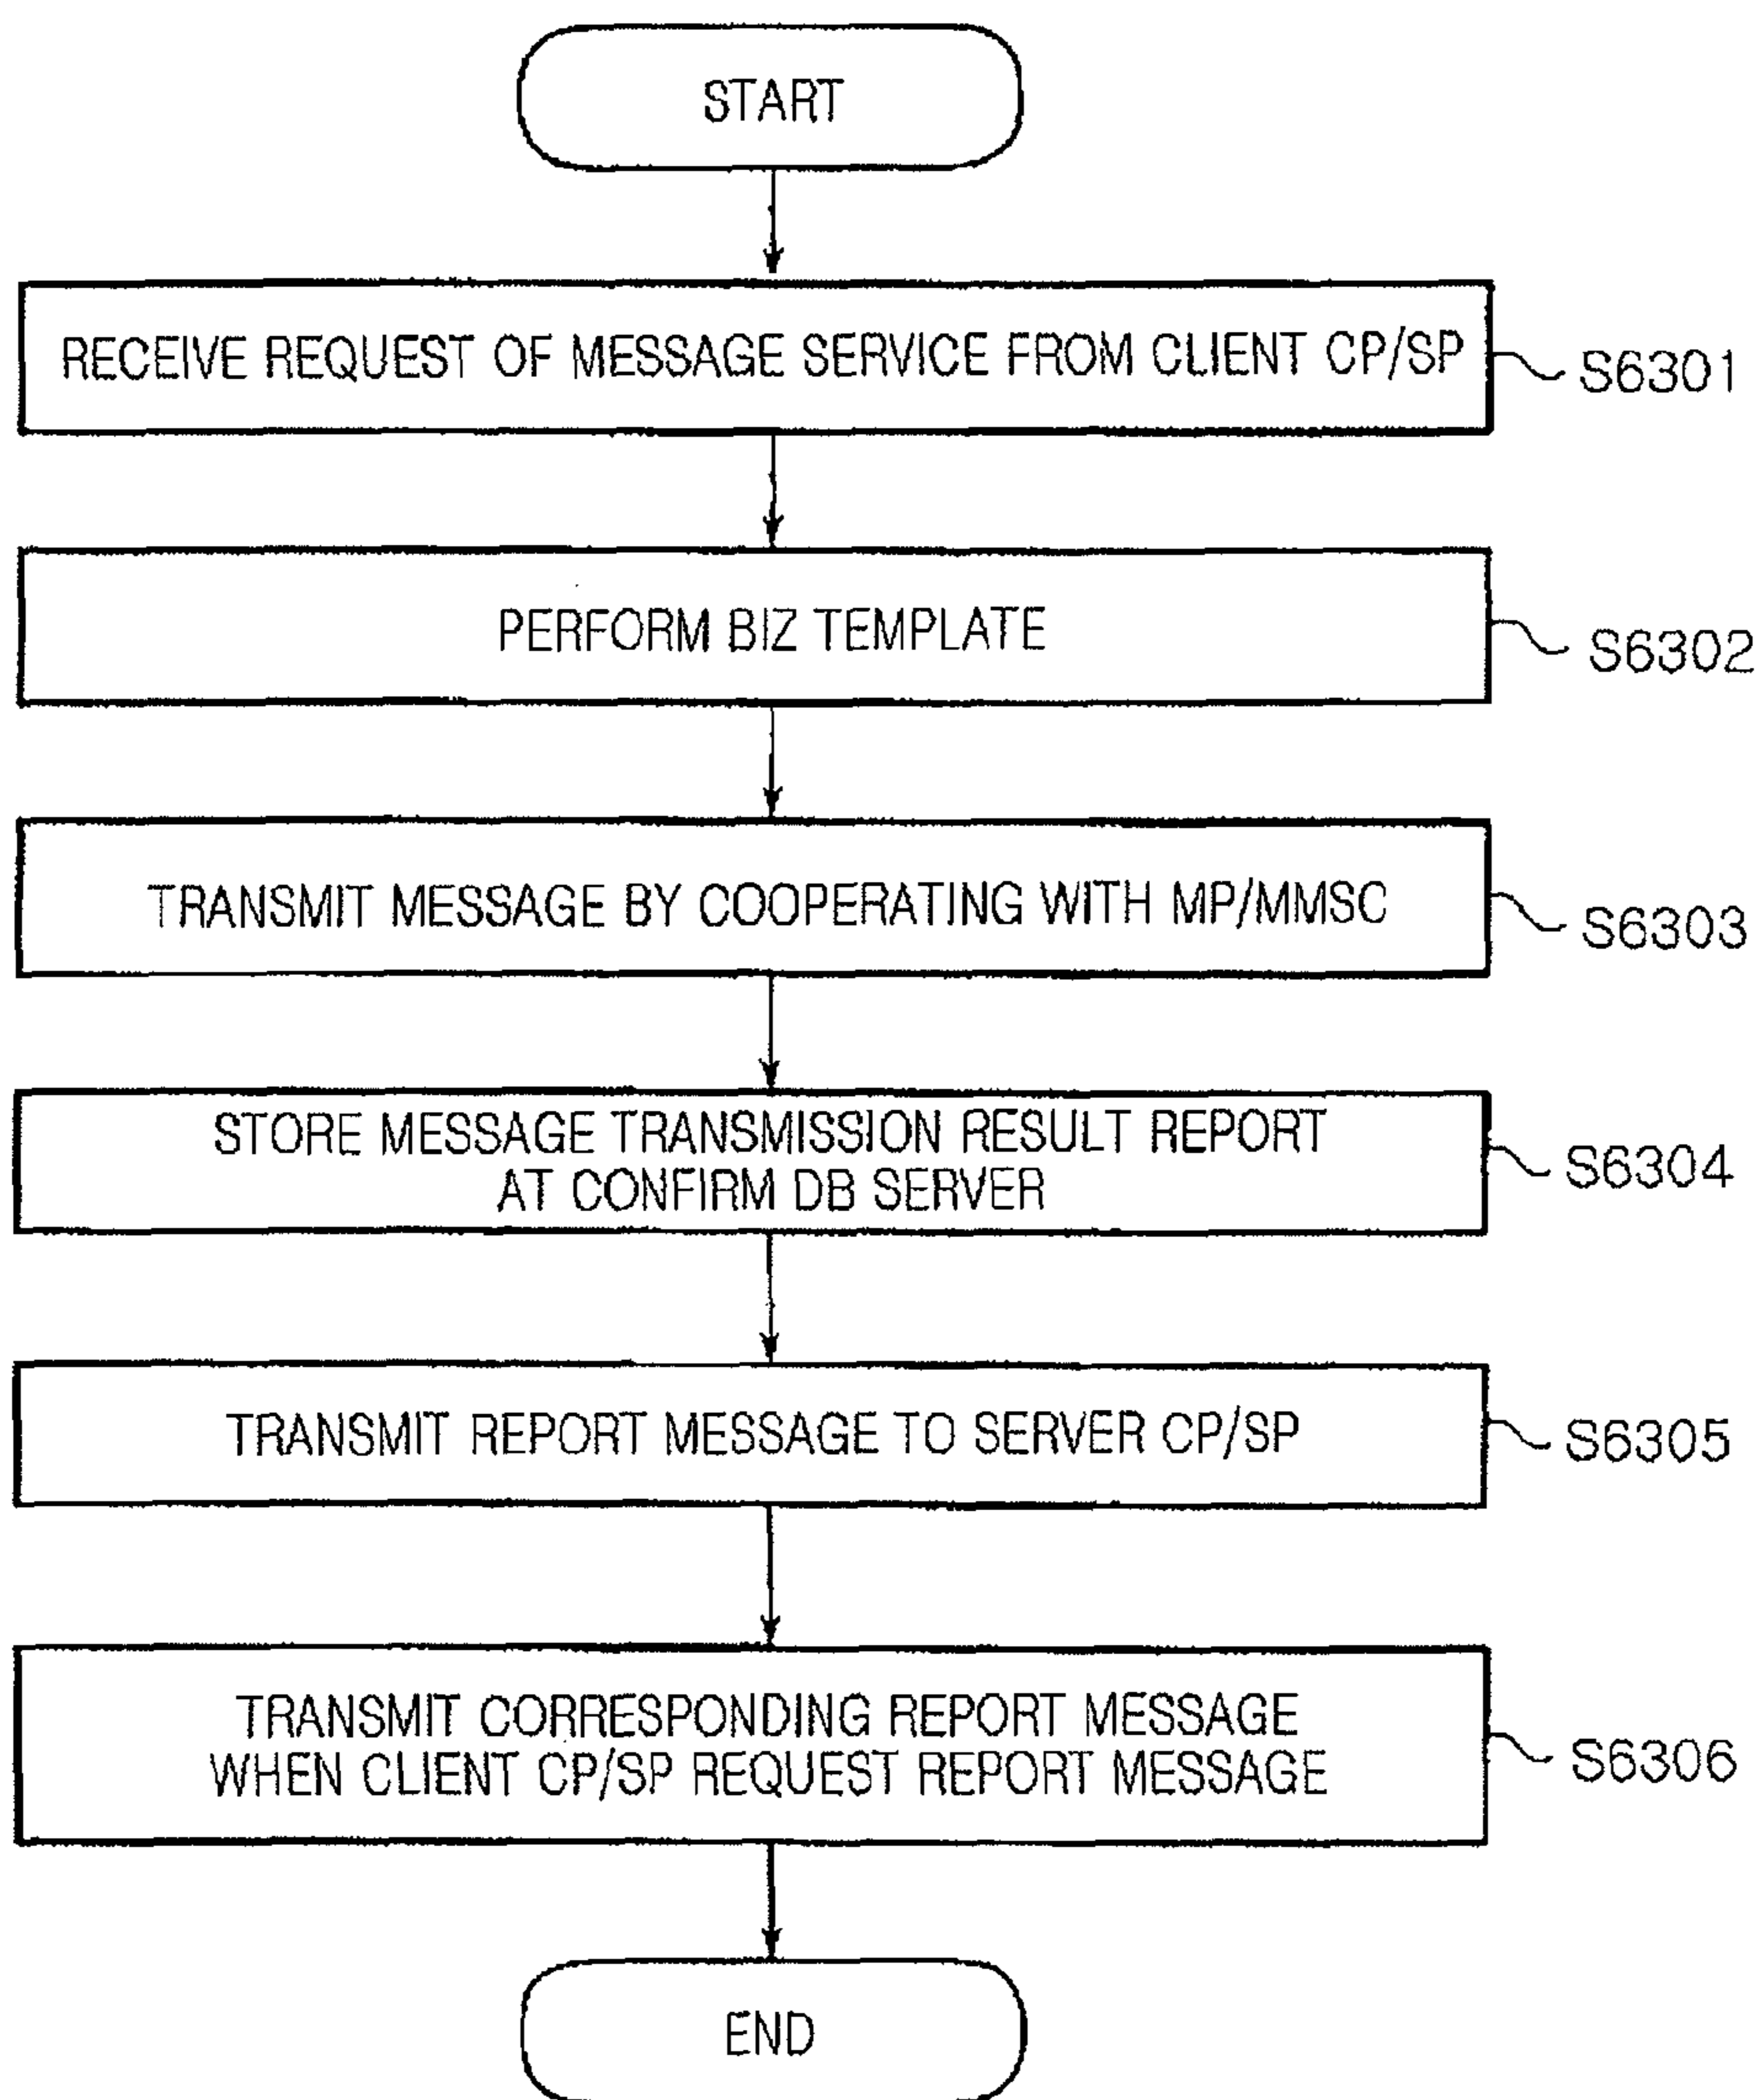 START
RECEIVE REQUEST OF MESSAGE SERVICE FROM CLIENT CP/SP
S6301
PERFORM BIZ TEMPLATE
S6302
TRANSMIT MESSAGE BY COOPERATING WITH MP/MMSC
S6303
STORE MESSAGE TRANSMISSION RESULT REPORT
AT CONFIRM DB SERVER
S6304
TRANSMIT REPORT MESSAGE TO SERVER CP/SP
S6305
TRANSMIT CORRESPONDING REPORT MESSAGE
WHEN CLIENT CP/SP REQUEST REPORT MESSAGE
S6306
END